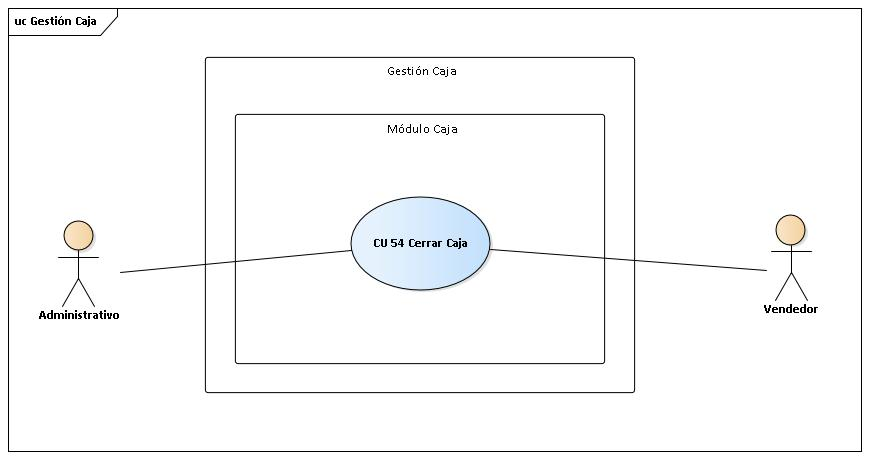 uc Gestión Caja
Gestión Caja
Módulo Caja
CU 54 Cerrar Caja
Administrativo
Vendedor